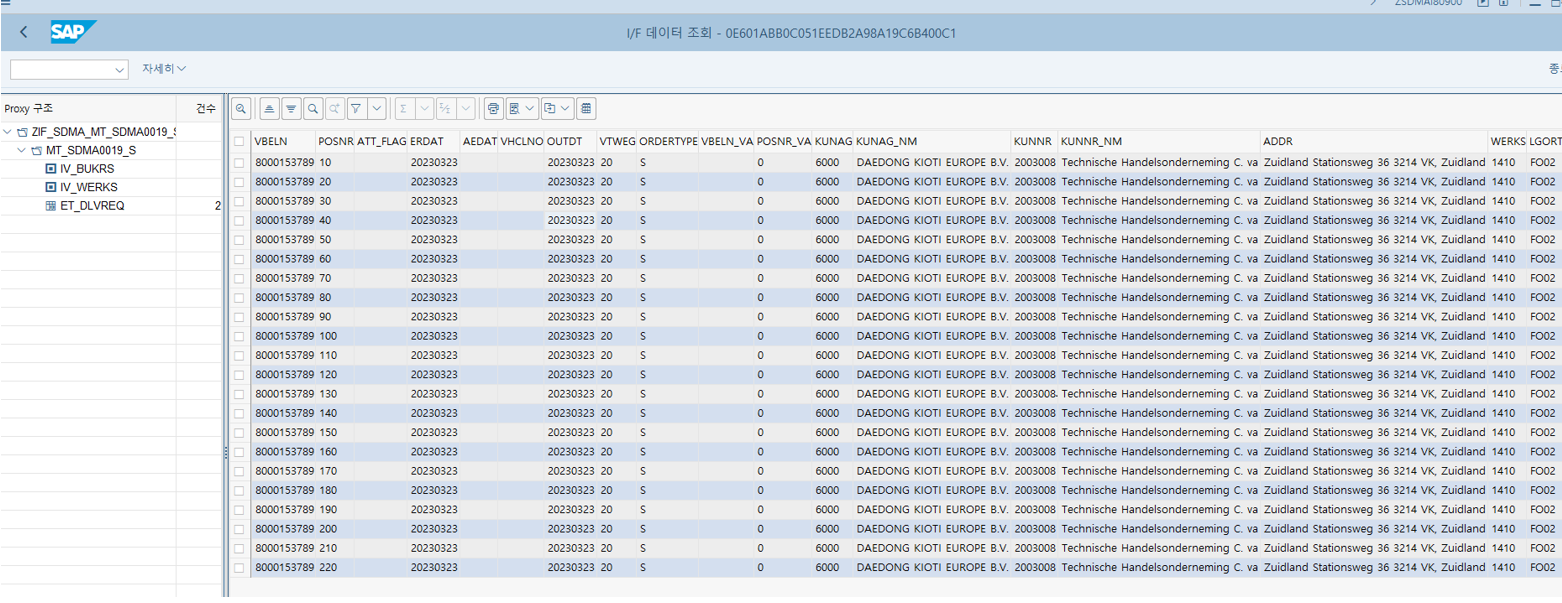 ZSDMAI80900
SAP I/F 데이터 조회 - 0E601ABB0C051EEDB2A98A19C6B400C1
자세히
Proxy 구조 건수
ZIF_SDMA_MT_SDMA0019_S
MT_SDMA0019_S
IV_BUKRS
IV_WERKS
ET_DLVREQ 2
VBELN POSNR ATT_FLAG ERDAT AEDAT VHCLNO OUTDT VTWEG ORDERTYPE VBELN_VA POSNR_VA KUNAG KUNAG_NM KUNNR KUNNR_NM ADDR WERKS LGORT
8000153789 10 20230323 20230323 20 S 0 6000 DAEDONG KIOTI EUROPE B.V. 2003008 Technische Handelsonderneming C. va Zuidland Stationsweg 36 3214 VK, Zuidland 1410 FO02
8000153789 20 20230323 20230323 20 S 0 6000 DAEDONG KIOTI EUROPE B.V. 2003008 Technische Handelsonderneming C. va Zuidland Stationsweg 36 3214 VK, Zuidland 1410 FO02
8000153789 30 20230323 20230323 20 S 0 6000 DAEDONG KIOTI EUROPE B.V. 2003008 Technische Handelsonderneming C. va Zuidland Stationsweg 36 3214 VK, Zuidland 1410 FO02
8000153789 40 20230323 20230323 20 S 0 6000 DAEDONG KIOTI EUROPE B.V. 2003008 Technische Handelsonderneming C. va Zuidland Stationsweg 36 3214 VK, Zuidland 1410 FO02
8000153789 50 20230323 20230323 20 S 0 6000 DAEDONG KIOTI EUROPE B.V. 2003008 Technische Handelsonderneming C. va Zuidland Stationsweg 36 3214 VK, Zuidland 1410 FO02
8000153789 60 20230323 20230323 20 S 0 6000 DAEDONG KIOTI EUROPE B.V. 2003008 Technische Handelsonderneming C. va Zuidland Stationsweg 36 3214 VK, Zuidland 1410 FO02
8000153789 70 20230323 20230323 20 S 0 6000 DAEDONG KIOTI EUROPE B.V. 2003008 Technische Handelsonderneming C. va Zuidland Stationsweg 36 3214 VK, Zuidland 1410 FO02
8000153789 80 20230323 20230323 20 S 0 6000 DAEDONG KIOTI EUROPE B.V. 2003008 Technische Handelsonderneming C. va Zuidland Stationsweg 36 3214 VK, Zuidland 1410 FO02
8000153789 90 20230323 20230323 20 S 0 6000 DAEDONG KIOTI EUROPE B.V. 2003008 Technische Handelsonderneming C. va Zuidland Stationsweg 36 3214 VK, Zuidland 1410 FO02
8000153789 100 20230323 20230323 20 S 0 6000 DAEDONG KIOTI EUROPE B.V. 2003008 Technische Handelsonderneming C. va Zuidland Stationsweg 36 3214 VK, Zuidland 1410 FO02
8000153789 110 20230323 20230323 20 S 0 6000 DAEDONG KIOTI EUROPE B.V. 2003008 Technische Handelsonderneming C. va Zuidland Stationsweg 36 3214 VK, Zuidland 1410 FO02
8000153789 120 20230323 20230323 20 S 0 6000 DAEDONG KIOTI EUROPE B.V. 2003008 Technische Handelsonderneming C. va Zuidland Stationsweg 36 3214 VK, Zuidland 1410 FO02
8000153789 130 20230323 20230323 20 S 0 6000 DAEDONG KIOTI EUROPE B.V. 2003008 Technische Handelsonderneming C. va Zuidland Stationsweg 36 3214 VK, Zuidland 1410 FO02
8000153789 140 20230323 20230323 20 S 0 6000 DAEDONG KIOTI EUROPE B.V. 2003008 Technische Handelsonderneming C. va Zuidland Stationsweg 36 3214 VK, Zuidland 1410 FO02
8000153789 150 20230323 20230323 20 S 0 6000 DAEDONG KIOTI EUROPE B.V. 2003008 Technische Handelsonderneming C. va Zuidland Stationsweg 36 3214 VK, Zuidland 1410 FO02
8000153789 160 20230323 20230323 20 S 0 6000 DAEDONG KIOTI EUROPE B.V. 2003008 Technische Handelsonderneming C. va Zuidland Stationsweg 36 3214 VK, Zuidland 1410 FO02
8000153789 170 20230323 20230323 20 S 0 6000 DAEDONG KIOTI EUROPE B.V. 2003008 Technische Handelsonderneming C. va Zuidland Stationsweg 36 3214 VK, Zuidland 1410 FO02
8000153789 180 20230323 20230323 20 S 0 6000 DAEDONG KIOTI EUROPE B.V. 2003008 Technische Handelsonderneming C. va Zuidland Stationsweg 36 3214 VK, Zuidland 1410 FO02
8000153789 190 20230323 20230323 20 S 0 6000 DAEDONG KIOTI EUROPE B.V. 2003008 Technische Handelsonderneming C. va Zuidland Stationsweg 36 3214 VK, Zuidland 1410 FO02
8000153789 200 20230323 20230323 20 S 0 6000 DAEDONG KIOTI EUROPE B.V. 2003008 Technische Handelsonderneming C. va Zuidland Stationsweg 36 3214 VK, Zuidland 1410 FO02
8000153789 210 20230323 20230323 20 S 0 6000 DAEDONG KIOTI EUROPE B.V. 2003008 Technische Handelsonderneming C. va Zuidland Stationsweg 36 3214 VK, Zuidland 1410 FO02
8000153789 220 20230323 20230323 20 S 0 6000 DAEDONG KIOTI EUROPE B.V. 2003008 Technische Handelsonderneming C. va Zuidland Stationsweg 36 3214 VK, Zuidland 1410 FO02